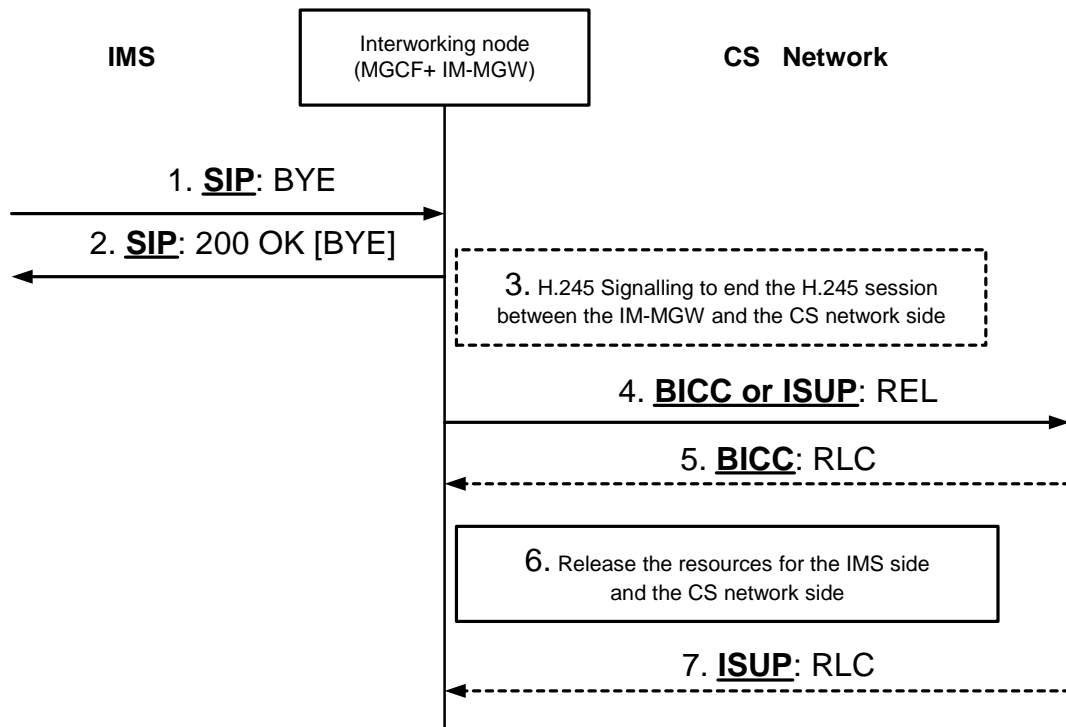 IMS
Interworking node
(MGCF+ IM-MGW)
CS Network
1. SIP: BYE
2. SIP: 200 OK [BYE]
3. H.245 Signalling to end the H.245 session
between the IM-MGW and the CS network side
4. BICC or ISUP: REL
5. BICC: RLC
6. Release the resources for the IMS side
and the CS network side
7. ISUP: RLC